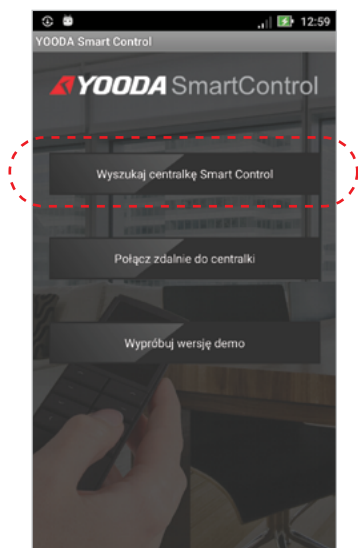 12:59
YOODA Smart Control
YOODA SmartControl
Wyszukaj centralkę Smart Control
Połącz zdalnie do centralki
Wypróbuj wersję demo